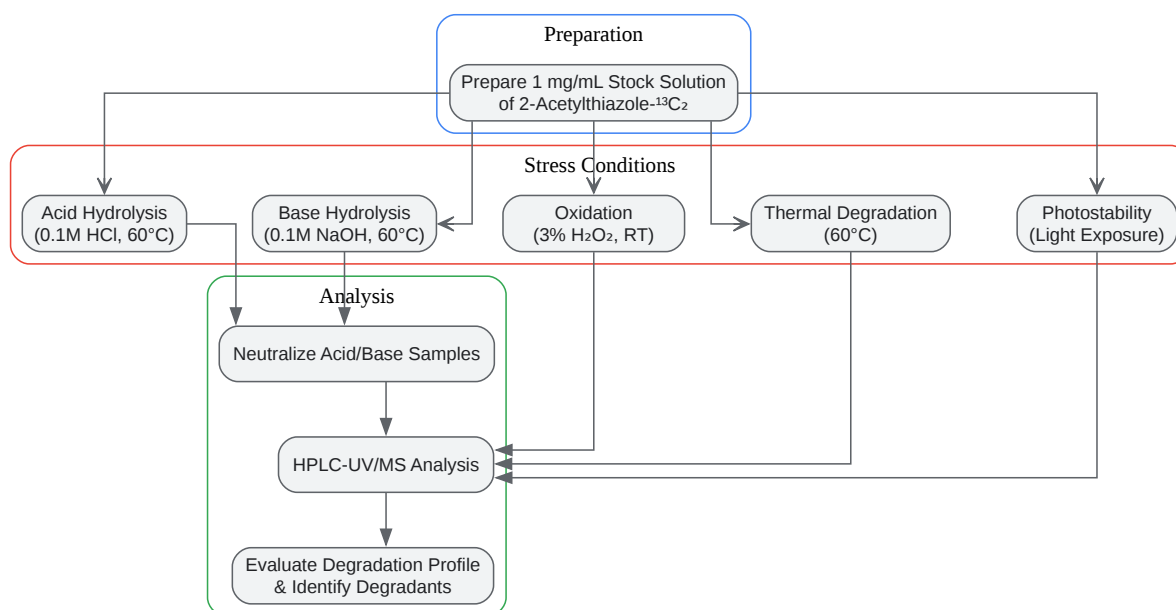 Preparation
Prepare 1 mg/mL Stock Solution
of 2-Acetylthiazole-¹³C₂
Stress Conditions
Acid Hydrolysis
(0.1M HCl, 60°C)
Base Hydrolysis
(0.1M NaOH, 60°C)
Oxidation
(3% H₂O₂, RT)
Thermal Degradation
(60°C)
Photostability
(Light Exposure)
Analysis
Neutralize Acid/Base Samples
HPLC-UV/MS Analysis
Evaluate Degradation Profile
& Identify Degradants